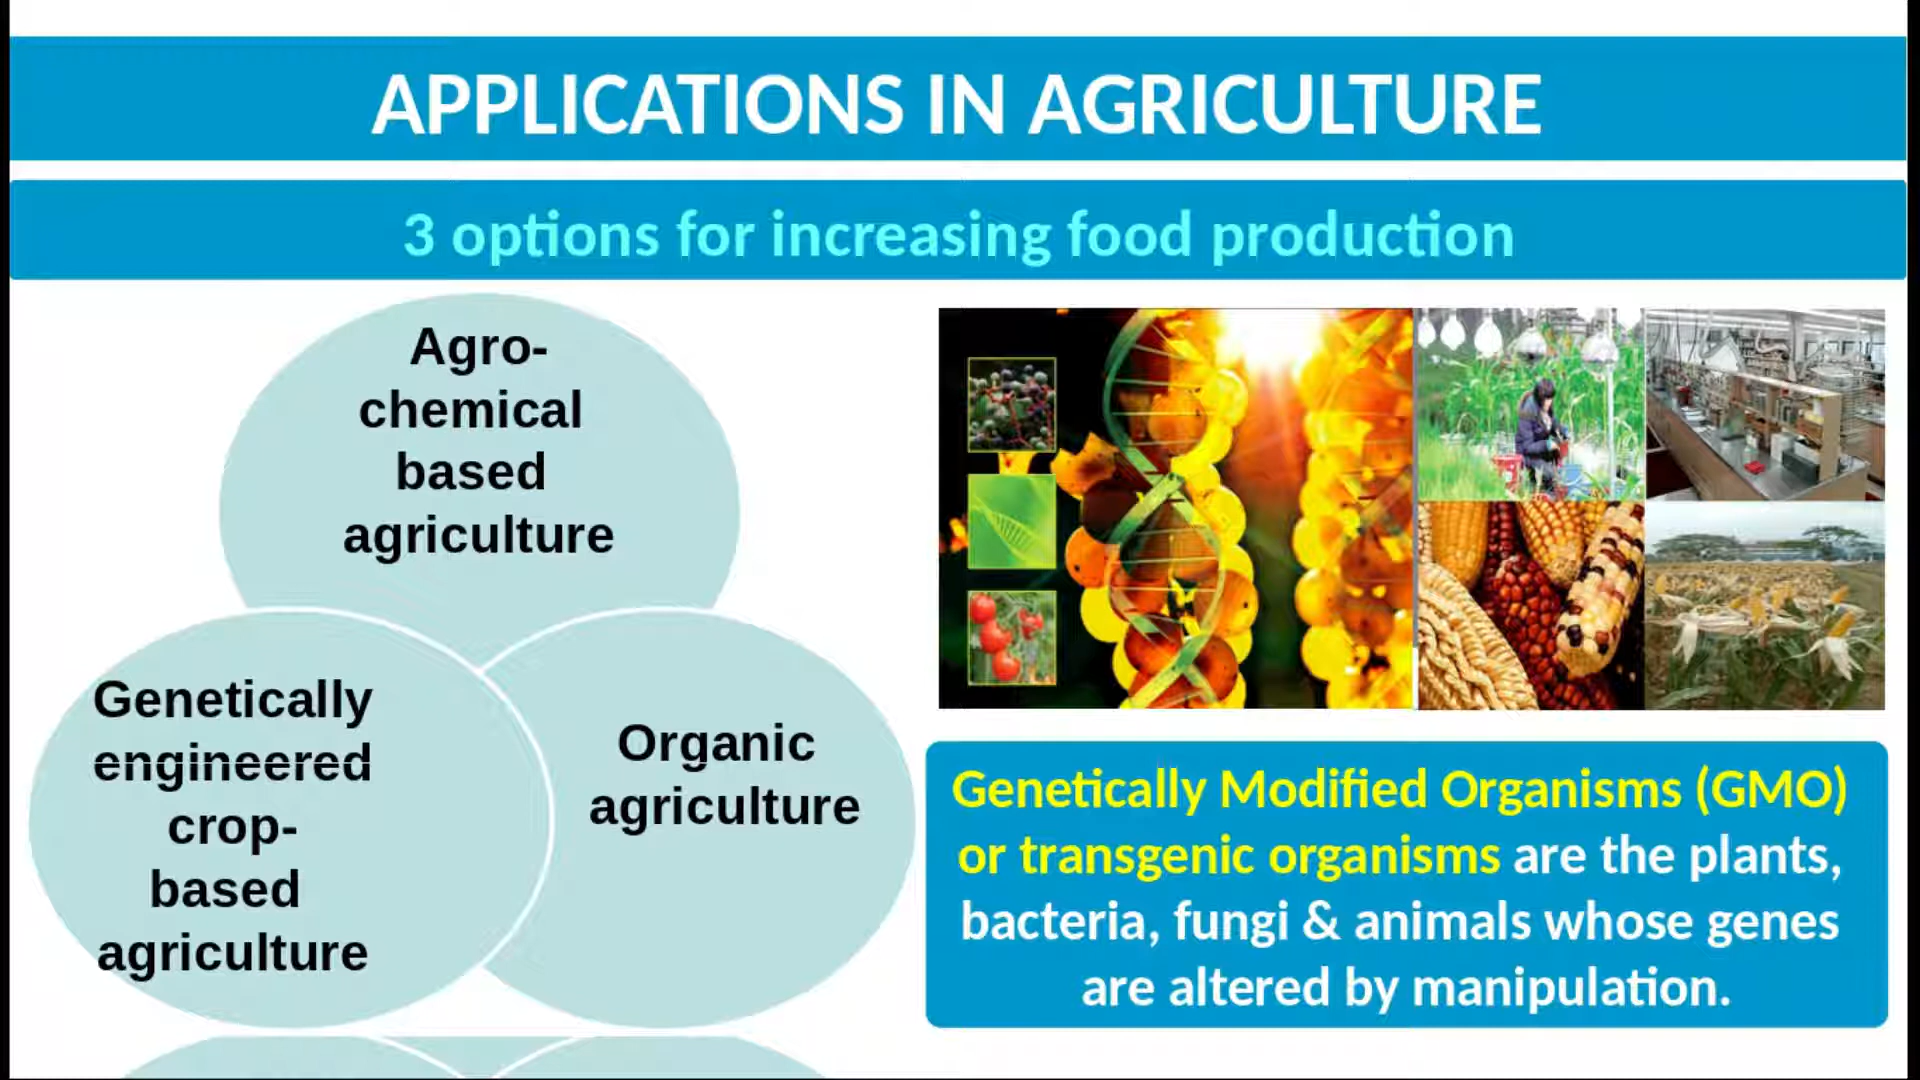 APPLICATIONS IN AGRICULTURE
3 options for increasing food production
Agro-
chemical
based
agriculture
Genetically
engineered
crop-
based
agriculture
Organic
agriculture
Genetically Modified Organisms (GMO)
or transgenic organisms are the plants,
bacteria, fungi & animals whose genes
are altered by manipulation.